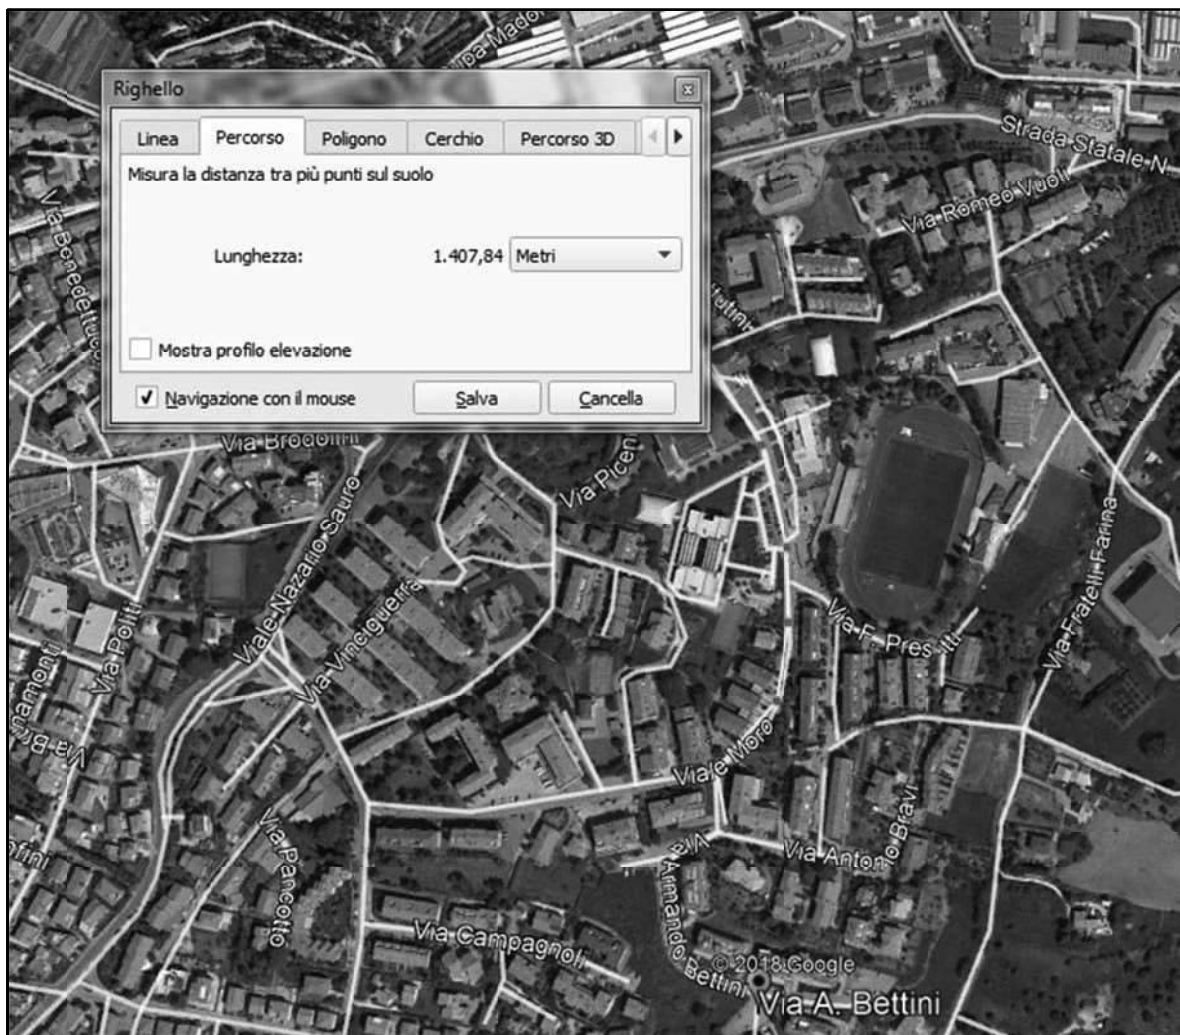 Righello
Linea
Percorso
Poligono
Cerchio
Percorso 3D
Misura la distanza tra più punti sul suolo
Lunghezza:
1.407,84
Metri
Mostra profilo elevazione
Navigazione con il mouse
Salva
Cancella
Strada Statale N
Via Romeo Vuoli
Via Brodolini
Viale Nazario Sauro
Via Vinciguerra
Via Politi
Via F. Presutti
Via Fratelli Farina
Viale Moro
Via Pancotto
Via Antonino Bravi
Via Armando Bettini
Via Campagnoli
© 2018 Google
Via A. Bettini